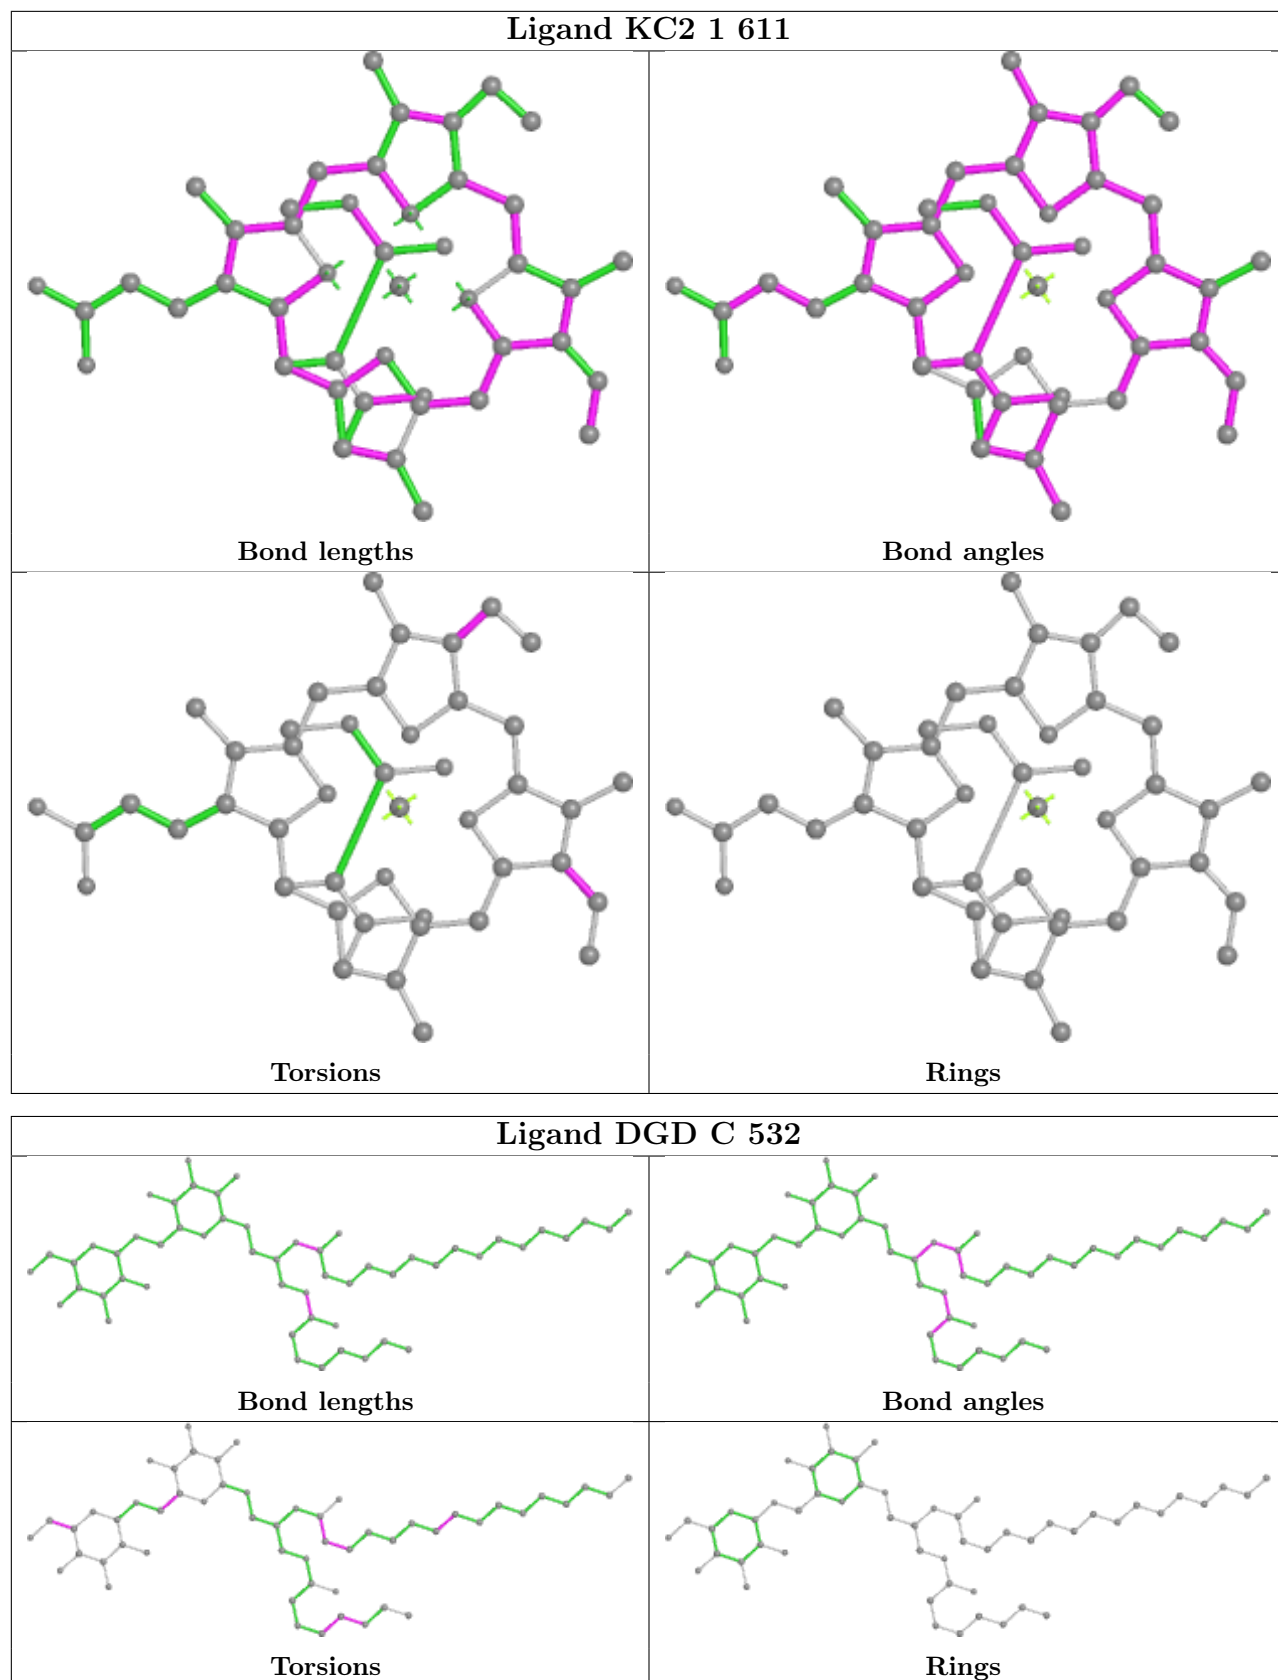 Ligand KC2 1 611
Bond lengths
Bond angles
Torsions
Rings
Ligand DGD C 532
Bond lengths
Bond angles
Torsions
Rings